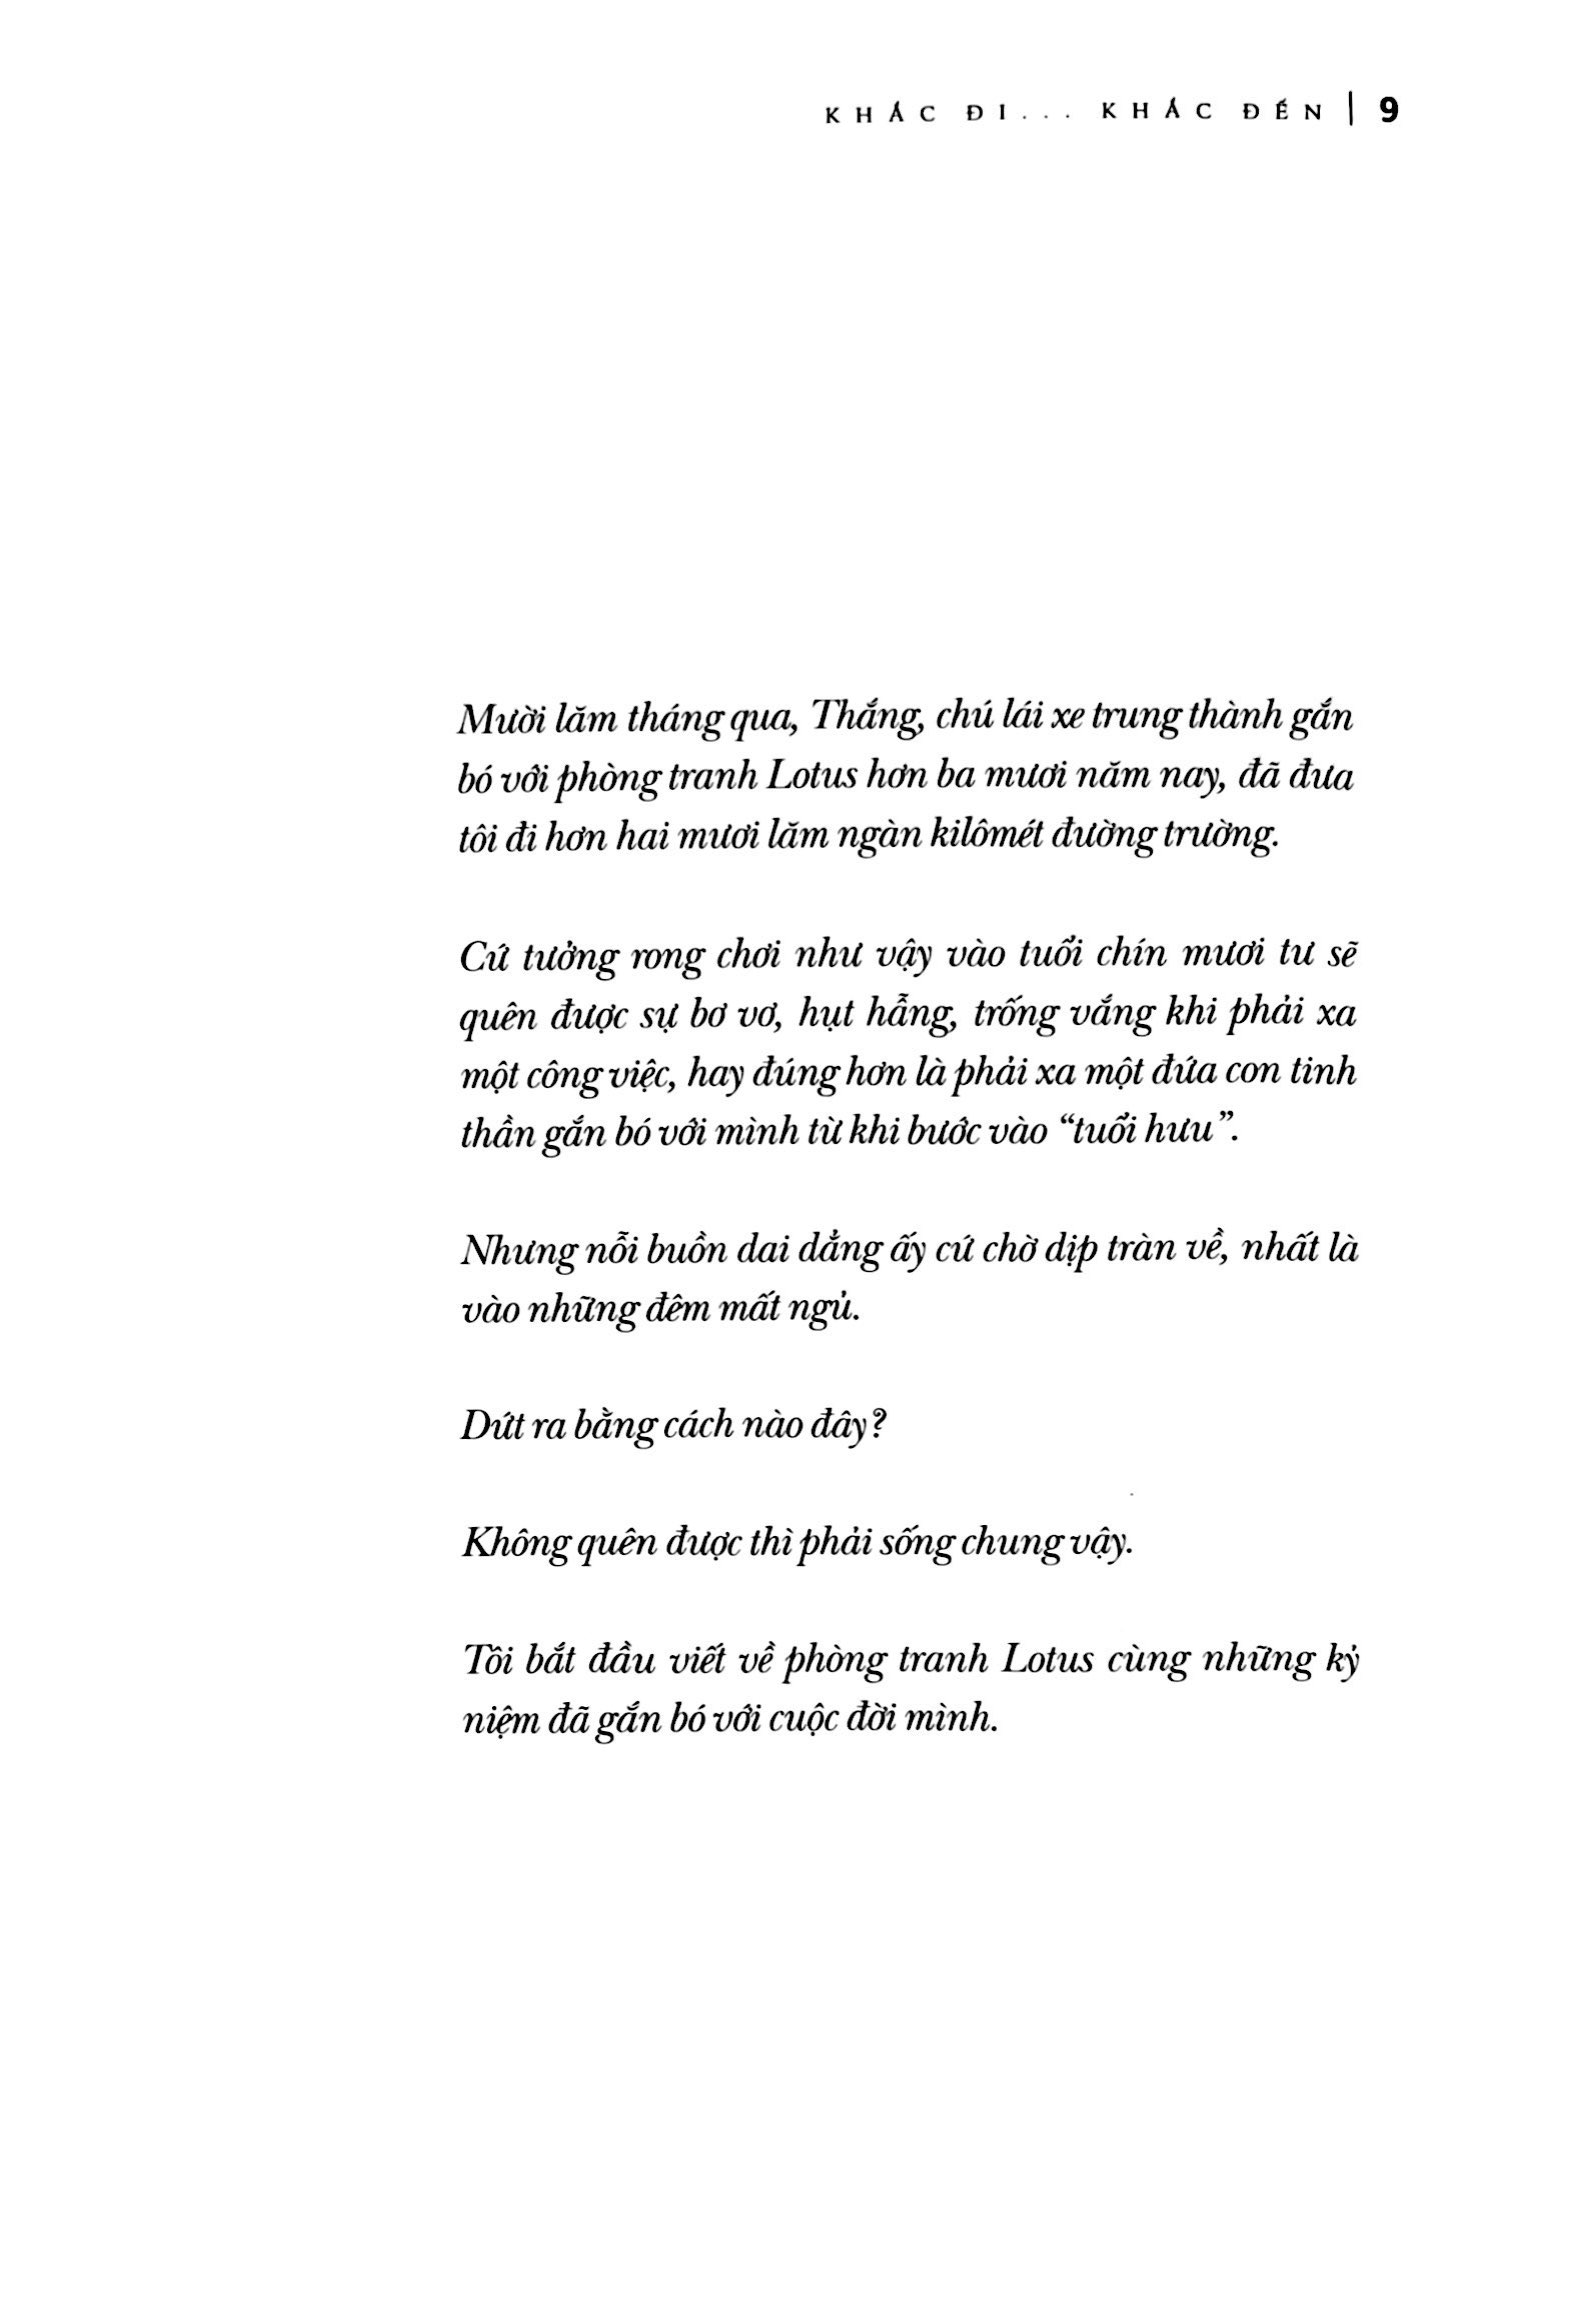 KHÁC ĐI... KHÁC ĐẾN | 9
Mười lăm tháng qua, Thắng, chú lái xe trung thành gắn
bó với phòng tranh Lotus hơn ba mươi năm nay, đã đưa
tôi đi hơn hai mươi lăm ngàn kilômét đường trường.
Cứ tưởng rong chơi như vậy vào tuổi chín mươi tư sẽ
quên được sự bơ vơ, hụt hẫng, trống vắng khi phải xa
một công việc, hay đúng hơn là phải xa một đứa con tinh
thần gắn bó với mình từ khi bước vào “tuổi hưu”.
Nhưng nỗi buồn dai dẳng ấy cứ chờ dịp tràn về, nhất là
vào những đêm mất ngủ.
Dứt ra bằng cách nào đây?
Không quên được thì phải sống chung vậy.
Tôi bắt đầu viết về phòng tranh Lotus cùng những kỷ
niệm đã gắn bó với cuộc đời mình.